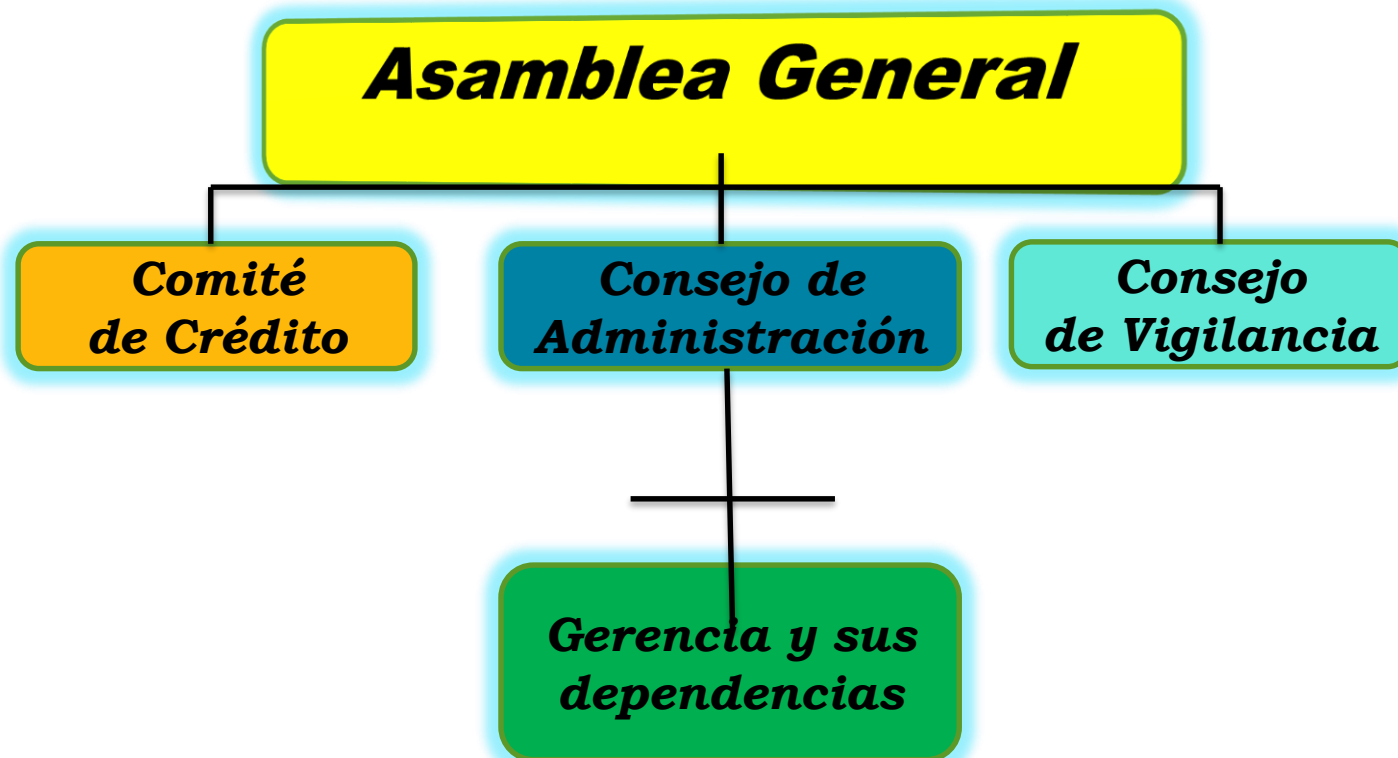 Asamblea General
Comité
de Crédito
Consejo de
Administración
Consejo
de Vigilancia
Gerencia y sus
dependencias